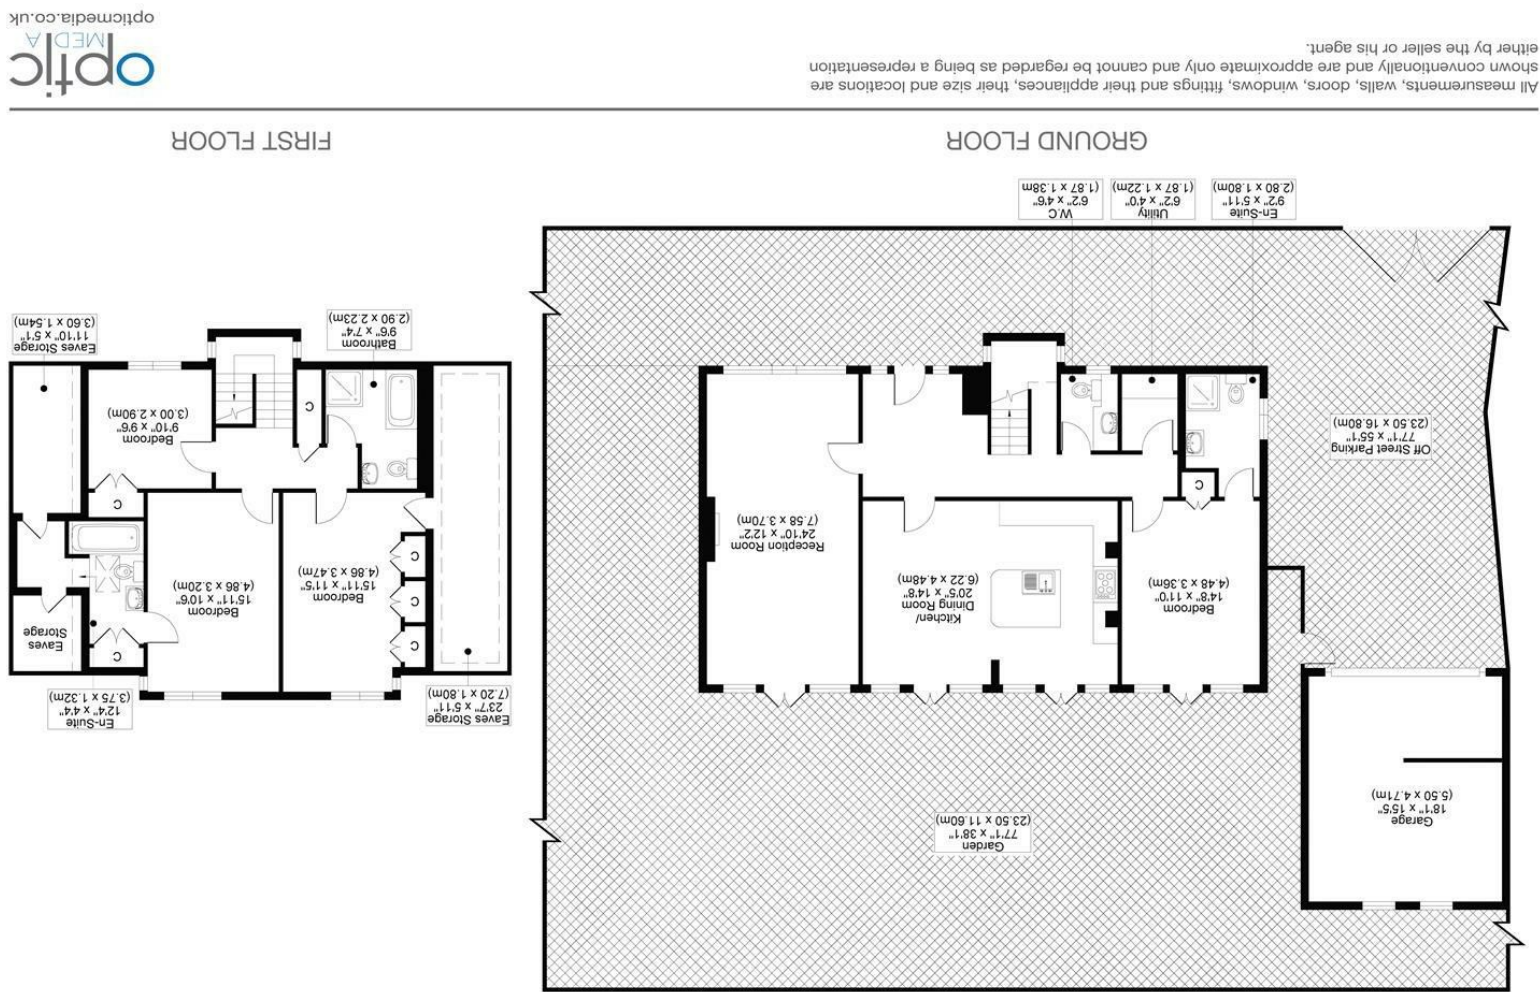 Garage
18'1" x 15'5"
(5.50 x 4.71m)
Garden
77'1" x 38'1"
(23.50 x 11.60m)
Bedroom
14'8" x 11'0"
(4.48 x 3.36m)
Kitchen/
Dining Room
20'5" x 14'8"
(6.22 x 4.48m)
Reception Room
24'10" x 12'2"
(7.58 x 3.70m)
C
Off Street Parking
77'1" x 55'1"
(23.50 x 16.80m)
En-Suite
9'2" x 5'11"
(2.80 x 1.80m)
Utility
6'2" x 4'0"
(1.87 x 1.22m)
W.C
6'2" x 4'6"
(1.87 x 1.38m)
GROUND FLOOR
Eaves Storage
23'7" x 5'11"
(7.20 x 1.80m)
En-Suite
12'4" x 4'4"
(3.75 x 1.32m)
C
C
C
C
Bedroom
15'11" x 11'5"
(4.86 x 3.47m)
Bedroom
15'11" x 10'6"
(4.86 x 3.20m)
Eaves
Storage
C
C
Bedroom
9'10" x 9'6"
(3.00 x 2.90m)
Bathroom
9'6" x 7'4"
(2.90 x 2.23m)
Eaves Storage
11'10" x 5'1"
(3.60 x 1.54m)
FIRST FLOOR
All measurements, walls, doors, windows, fittings and their appliances, their size and locations are
shown conventionally and are approximate only and cannot be regarded as being a representation
either by the seller or his agent.
optic
MEDIA
opticmedia.co.uk